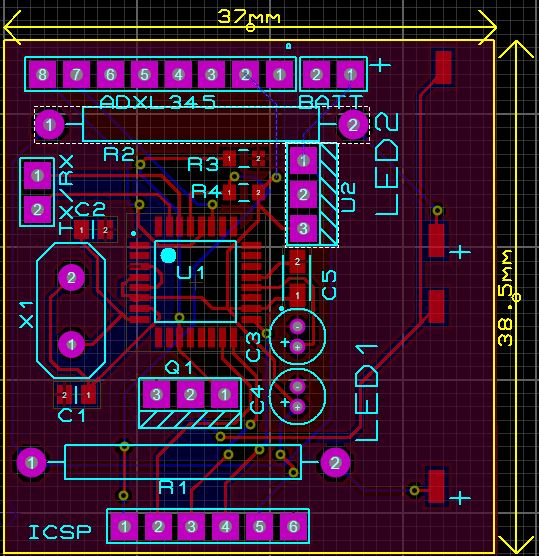 37mm
8 7 6 5 4 3 2 1 2 1 +
ADXL345 BATT
1 2
R2
R3 1 2
R4 1 2
TX/RX
1
2
1
2
3
U2
LED2
C2
1 2
+
U1
X1
2
1
2
1
C5
38.5mm
C3
-
+
C4
-
+
LED1
Q1
3 2 1
2 1
C1
1 2
R1
+
ICSP
1 2 3 4 5 6